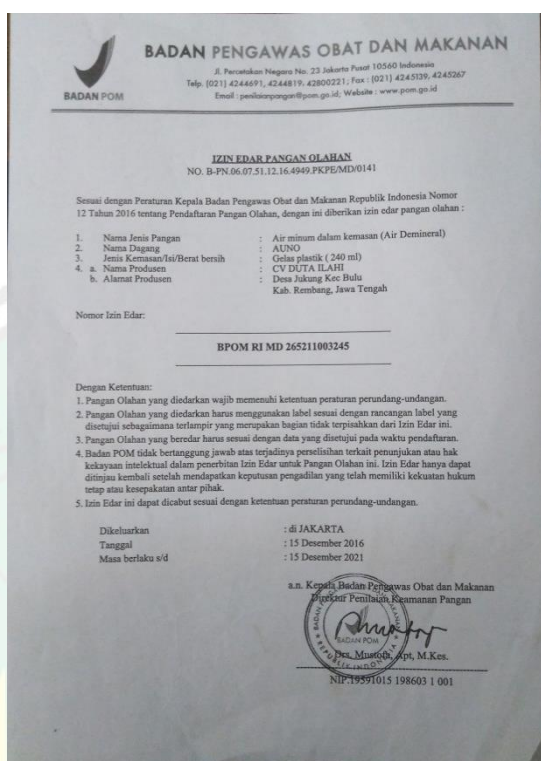 BADAN PENGAWAS OBAT DAN MAKANAN
Jl. Percetakan Negara No. 23 Jakarta Pusat 10560 Indonesia
Telp. (021) 4244691, 4244819, 42800221; Fax : (021) 4245139, 4245267
Email : penilaianpangan@pom.go.id; Website : www.pom.go.id
BADAN POM
IZIN EDAR PANGAN OLAHAN
NO. B-PN.06.07.51.12.16.4949.PKPE/MD/0141
Sesuai dengan Peraturan Kepala Badan Pengawas Obat dan Makanan Republik Indonesia Nomor
12 Tahun 2016 tentang Pendaftaran Pangan Olahan, dengan ini diberikan izin edar pangan olahan :
1. Nama Jenis Pangan : Air minum dalam kemasan (Air Demineral)
2. Nama Dagang : AUNO
3. Jenis Kemasan/Isi/Berat bersih : Gelas plastik ( 240 ml)
4. a. Nama Produsen : CV DUTA ILAHI
b. Alamat Produsen : Desa Jukung Kec Bulu
Kab. Rembang, Jawa Tengah
Nomor Izin Edar:
BPOM RI MD 265211003245
Dengan Ketentuan:
1. Pangan Olahan yang diedarkan wajib memenuhi ketentuan peraturan perundang-undangan.
2. Pangan Olahan yang diedarkan harus menggunakan label sesuai dengan rancangan label yang
disetujui sebagaimana terlampir yang merupakan bagian tidak terpisahkan dari Izin Edar ini.
3. Pangan Olahan yang beredar harus sesuai dengan data yang disetujui pada waktu pendaftaran.
4. Badan POM tidak bertanggung jawab atas terjadinya perselisihan terkait penunjukan atau hak
kekayaan intelektual dalam penerbitan Izin Edar untuk Pangan Olahan ini. Izin Edar hanya dapat
ditinjau kembali setelah mendapatkan keputusan pengadilan yang telah memiliki kekuatan hukum
tetap atau kesepakatan antar pihak.
5. Izin Edar ini dapat dicabut sesuai dengan ketentuan peraturan perundang-undangan.
Dikeluarkan : di JAKARTA
Tanggal : 15 Desember 2016
Masa berlaku s/d : 15 Desember 2021
a.n. Kepala Badan Pengawas Obat dan Makanan
Direktur Penilaian Keamanan Pangan
BADAN POM
REPUBLIK INDONESIA
Drs. Mustofa, Apt, M.Kes.
NIP.19591015 198603 1 001